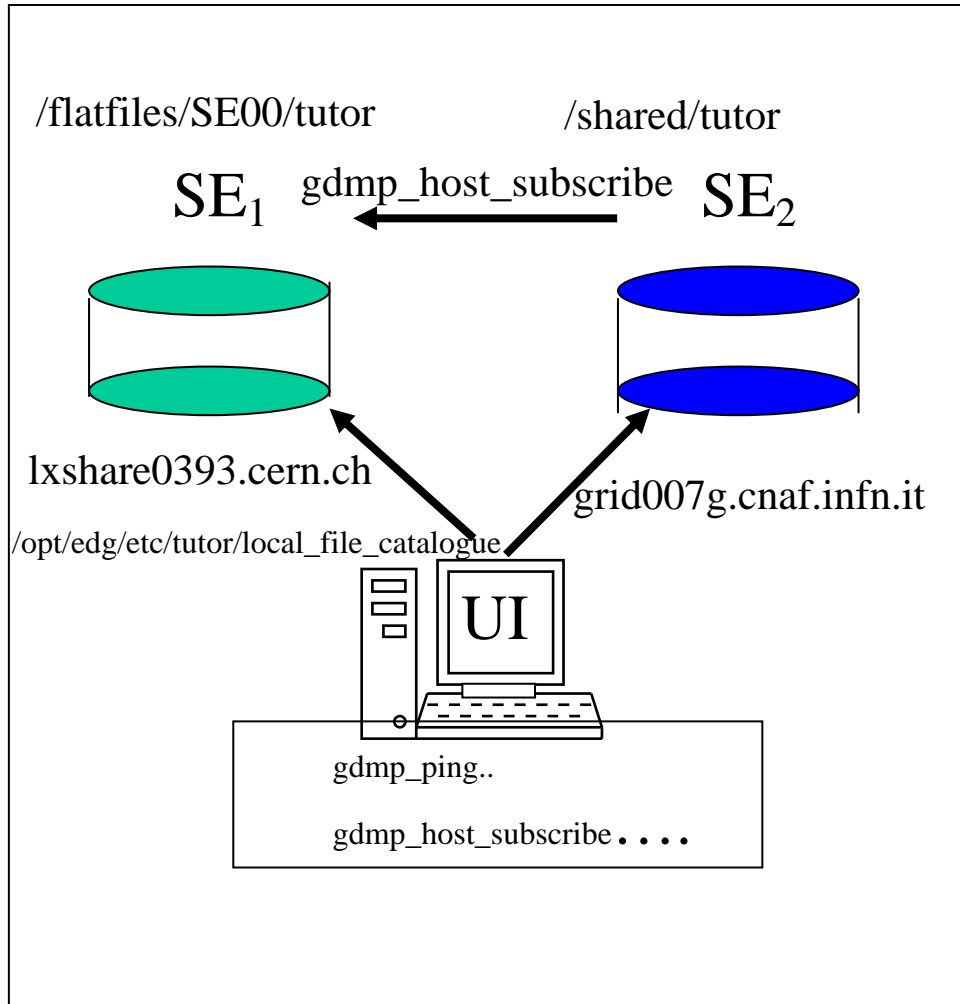 /flatfiles/SE00/tutor
/shared/tutor
gdmp_host_subscribe
SE₁
SE₂
lxshare0393.cern.ch
grid007g.cnaf.infn.it
/opt/edg/etc/tutor/local_file_catalogue
UI
gdmp_ping..
gdmp_host_subscribe....